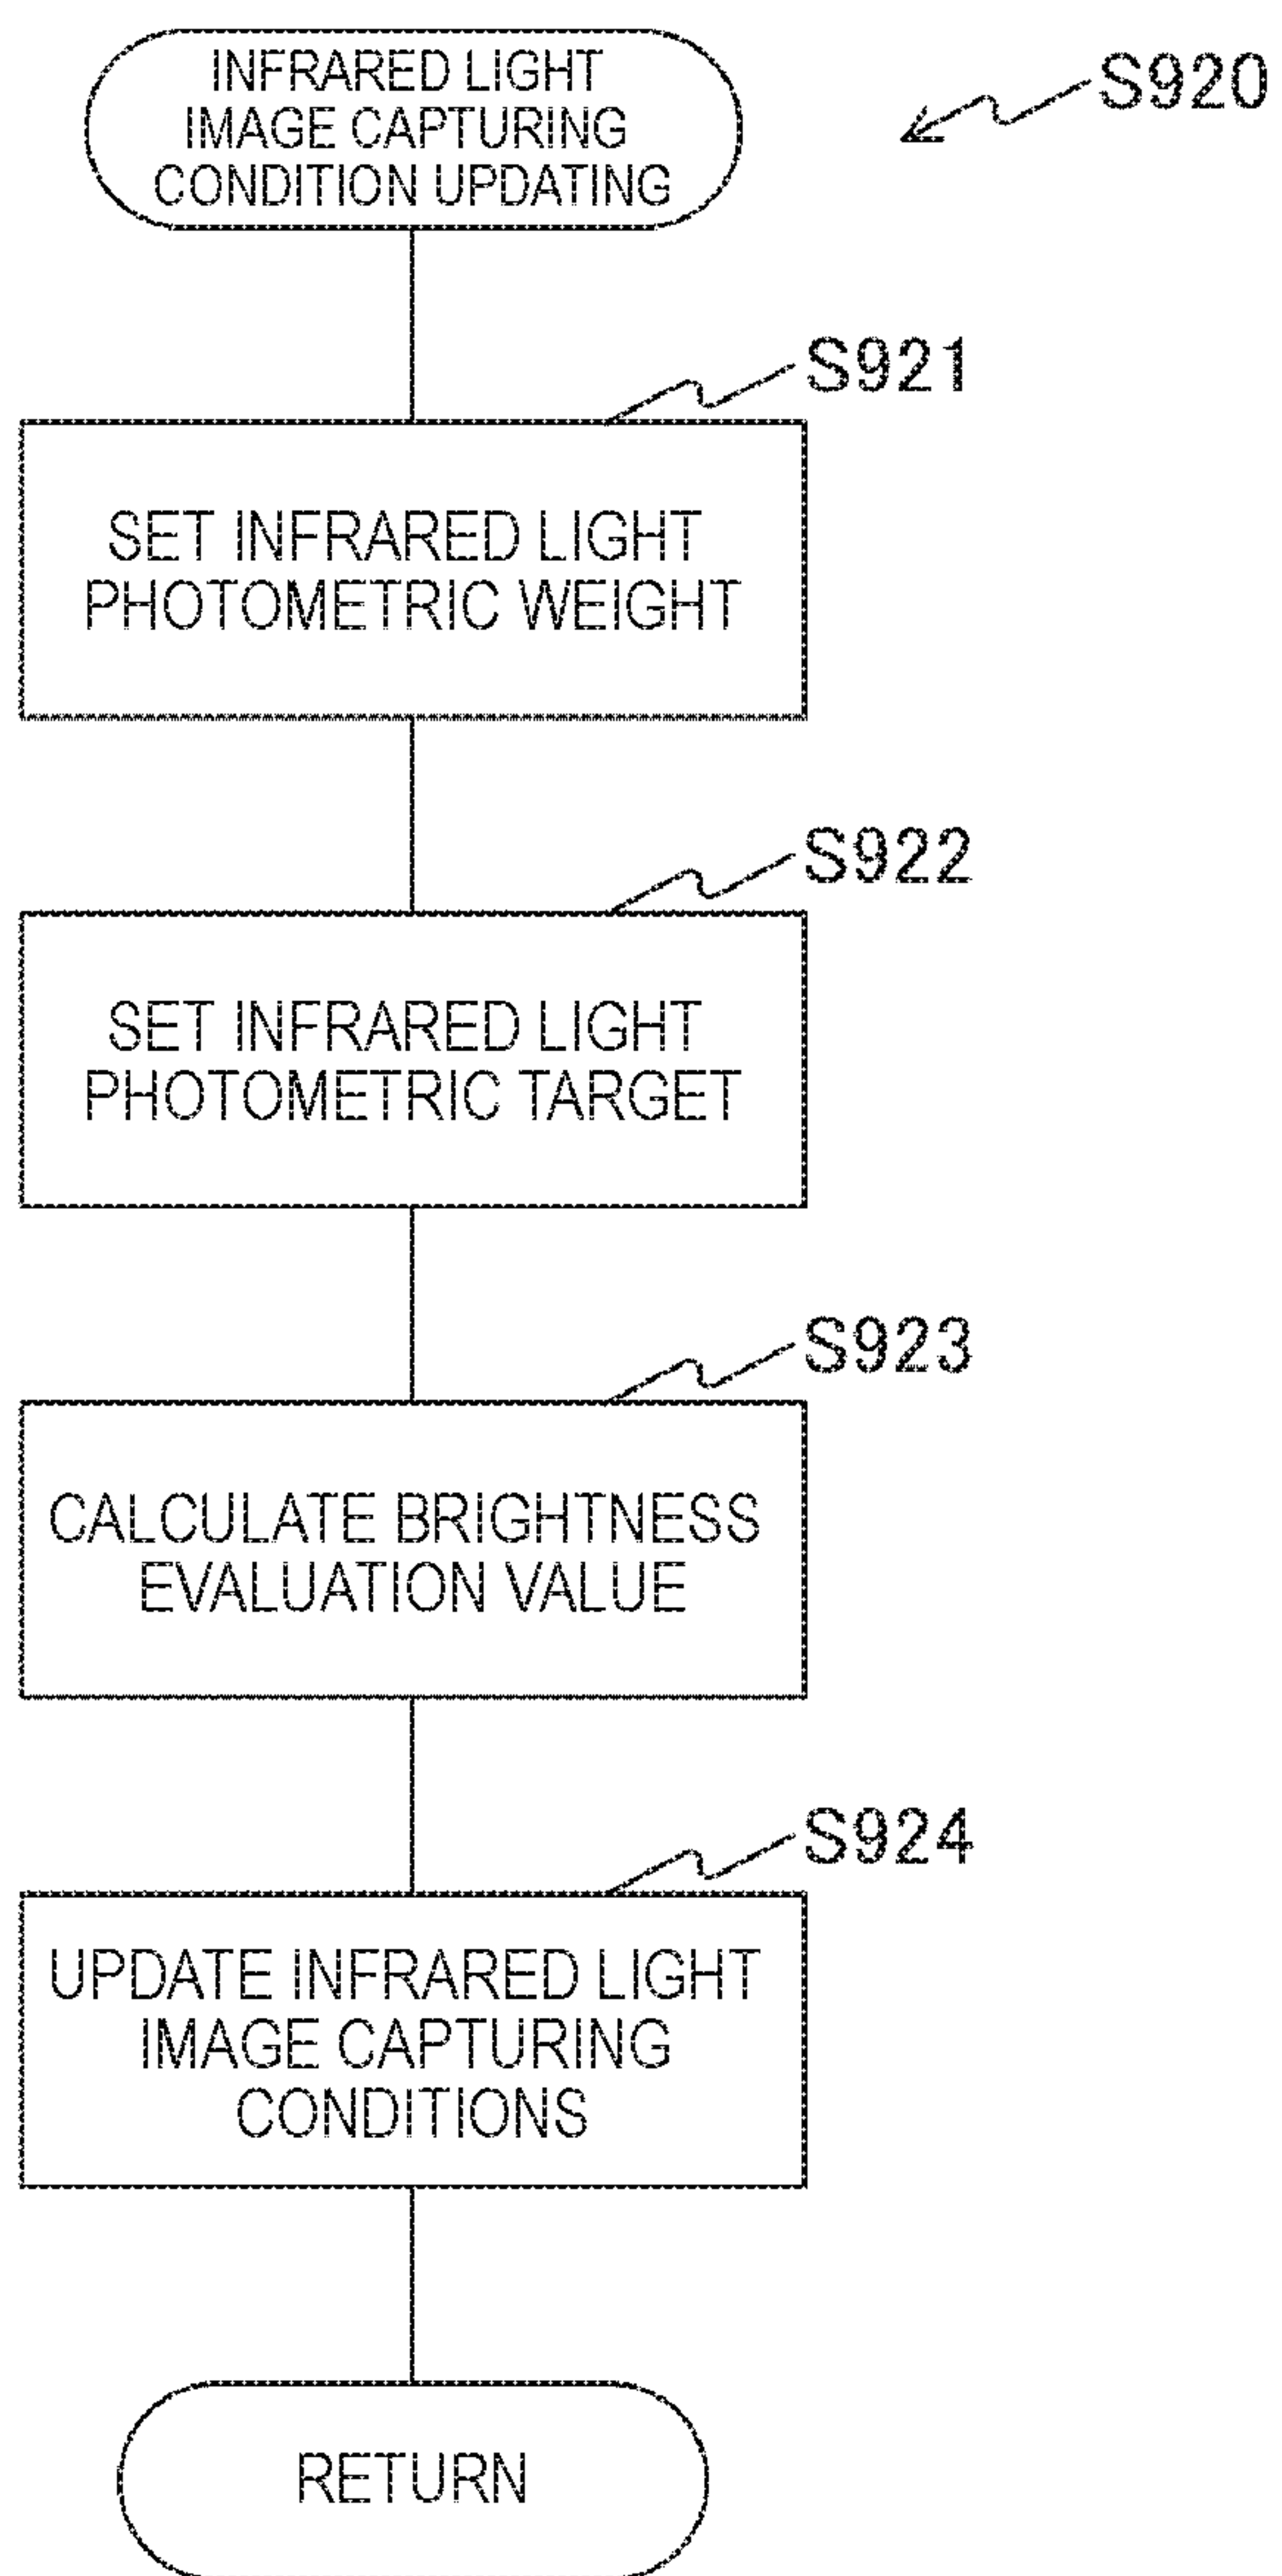 INFRARED LIGHT
IMAGE CAPTURING
CONDITION UPDATING
S920
S921
SET INFRARED LIGHT
PHOTOMETRIC WEIGHT
S922
SET INFRARED LIGHT
PHOTOMETRIC TARGET
S923
CALCULATE BRIGHTNESS
EVALUATION VALUE
S924
UPDATE INFRARED LIGHT
IMAGE CAPTURING
CONDITIONS
RETURN